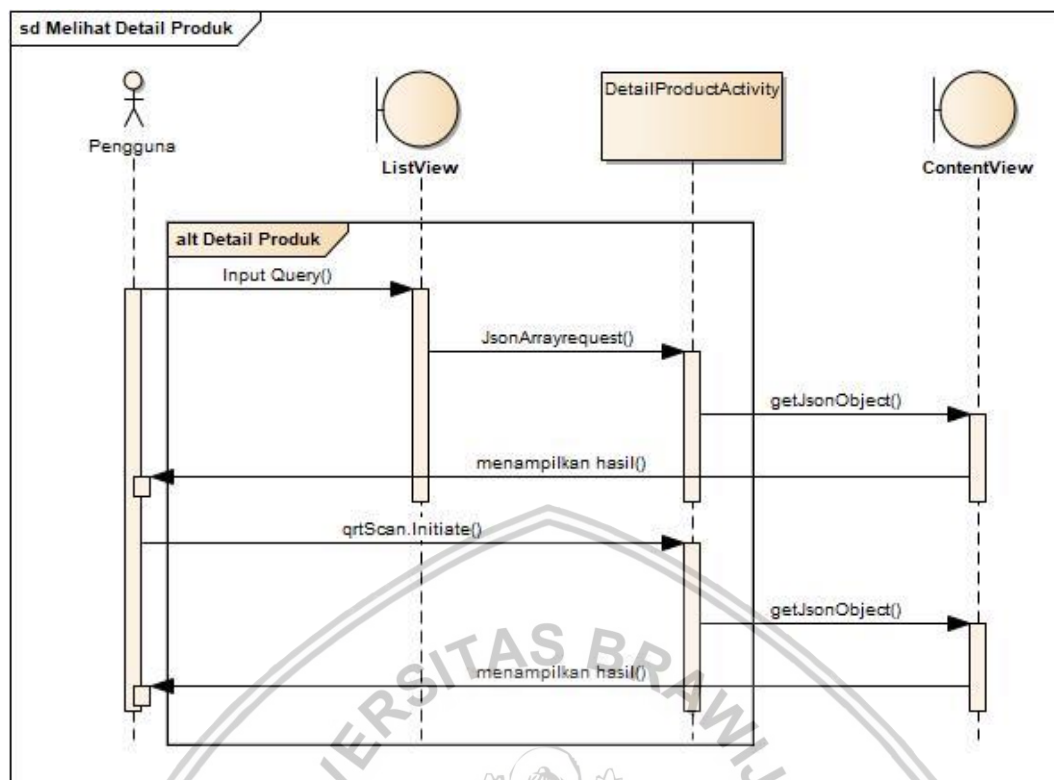 sd Melihat Detail Produk
Pengguna
ListView
DetailProductActivity
ContentView
alt Detail Produk
Input Query()
JsonArrayrequest()
getJsonObject()
menampilkan hasil()
qrtScan.Initiate()
getJsonObject()
menampilkan hasil()
ERSITAS BRAWIJ